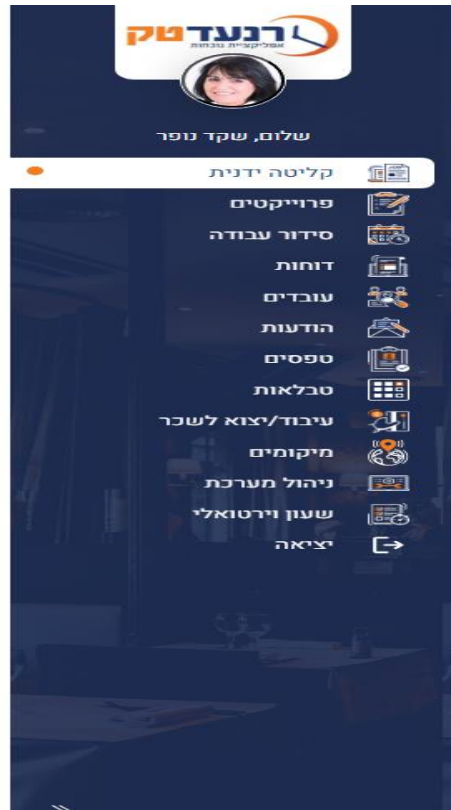 רנעדטק
אפליקציית נוכחות
שלום, שקד נופר
קליטה ידנית
פרוייקטים
סידור עבודה
דוחות
עובדים
הודעות
טפסים
טבלאות
עיבוד/יצוא לשכר
מיקומים
ניהול מערכת
שעון וירטואלי
יציאה